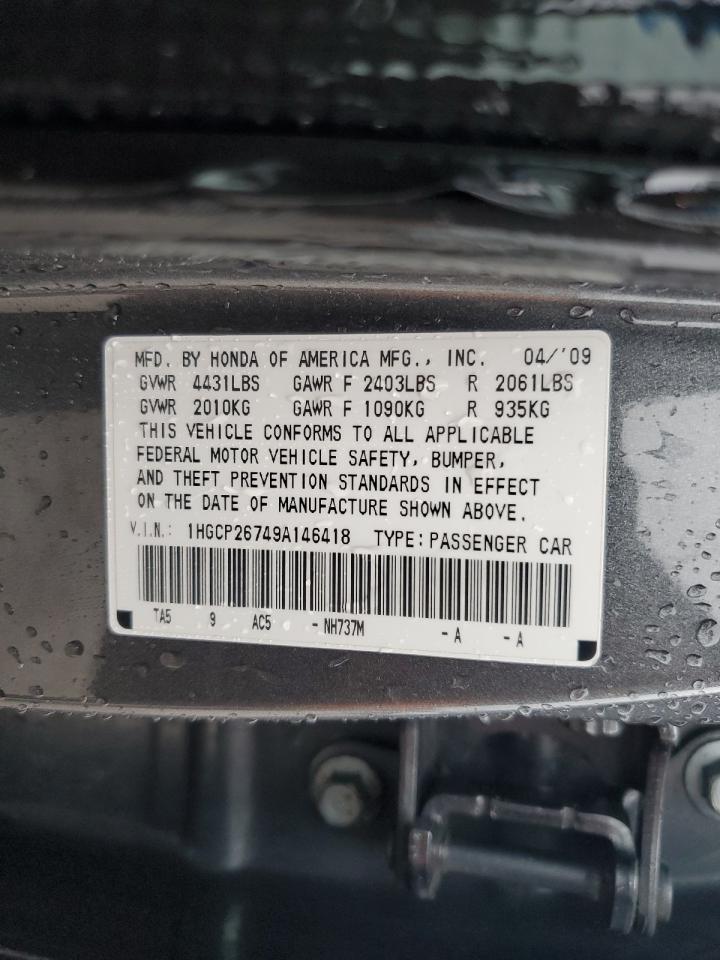 MFD. BY HONDA OF AMERICA MFG., INC. 04/'09
GVWR 4431LBS GAWR F 2403LBS R 2061LBS
GVWR 2010KG GAWR F 1090KG R 935KG
THIS VEHICLE CONFORMS TO ALL APPLICABLE
FEDERAL MOTOR VEHICLE SAFETY, BUMPER,
AND THEFT PREVENTION STANDARDS IN EFFECT
ON THE DATE OF MANUFACTURE SHOWN ABOVE.
V.I.N.: 1HGCP26749A146418 TYPE: PASSENGER CAR
TA5 9 AC5 - NH737M - A - A